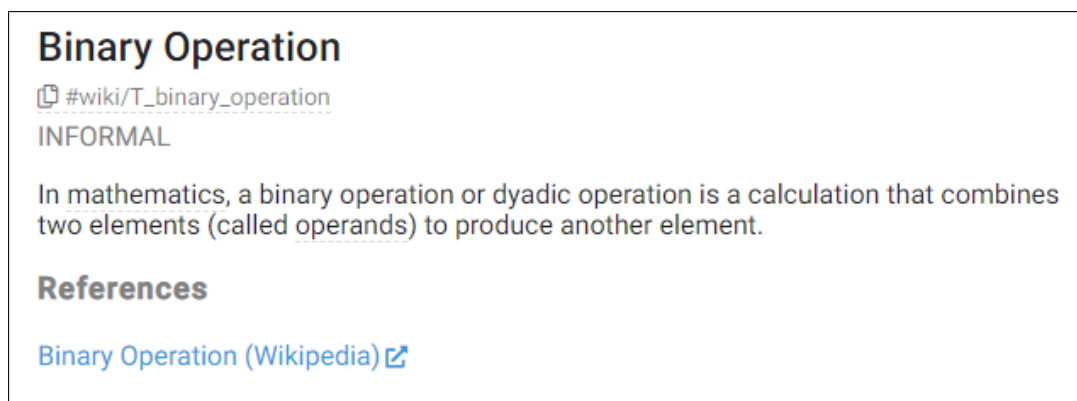 Binary Operation
#wiki/T_binary_operation
INFORMAL
In mathematics, a binary operation or dyadic operation is a calculation that combines
two elements (called operands) to produce another element.
References
Binary Operation (Wikipedia)